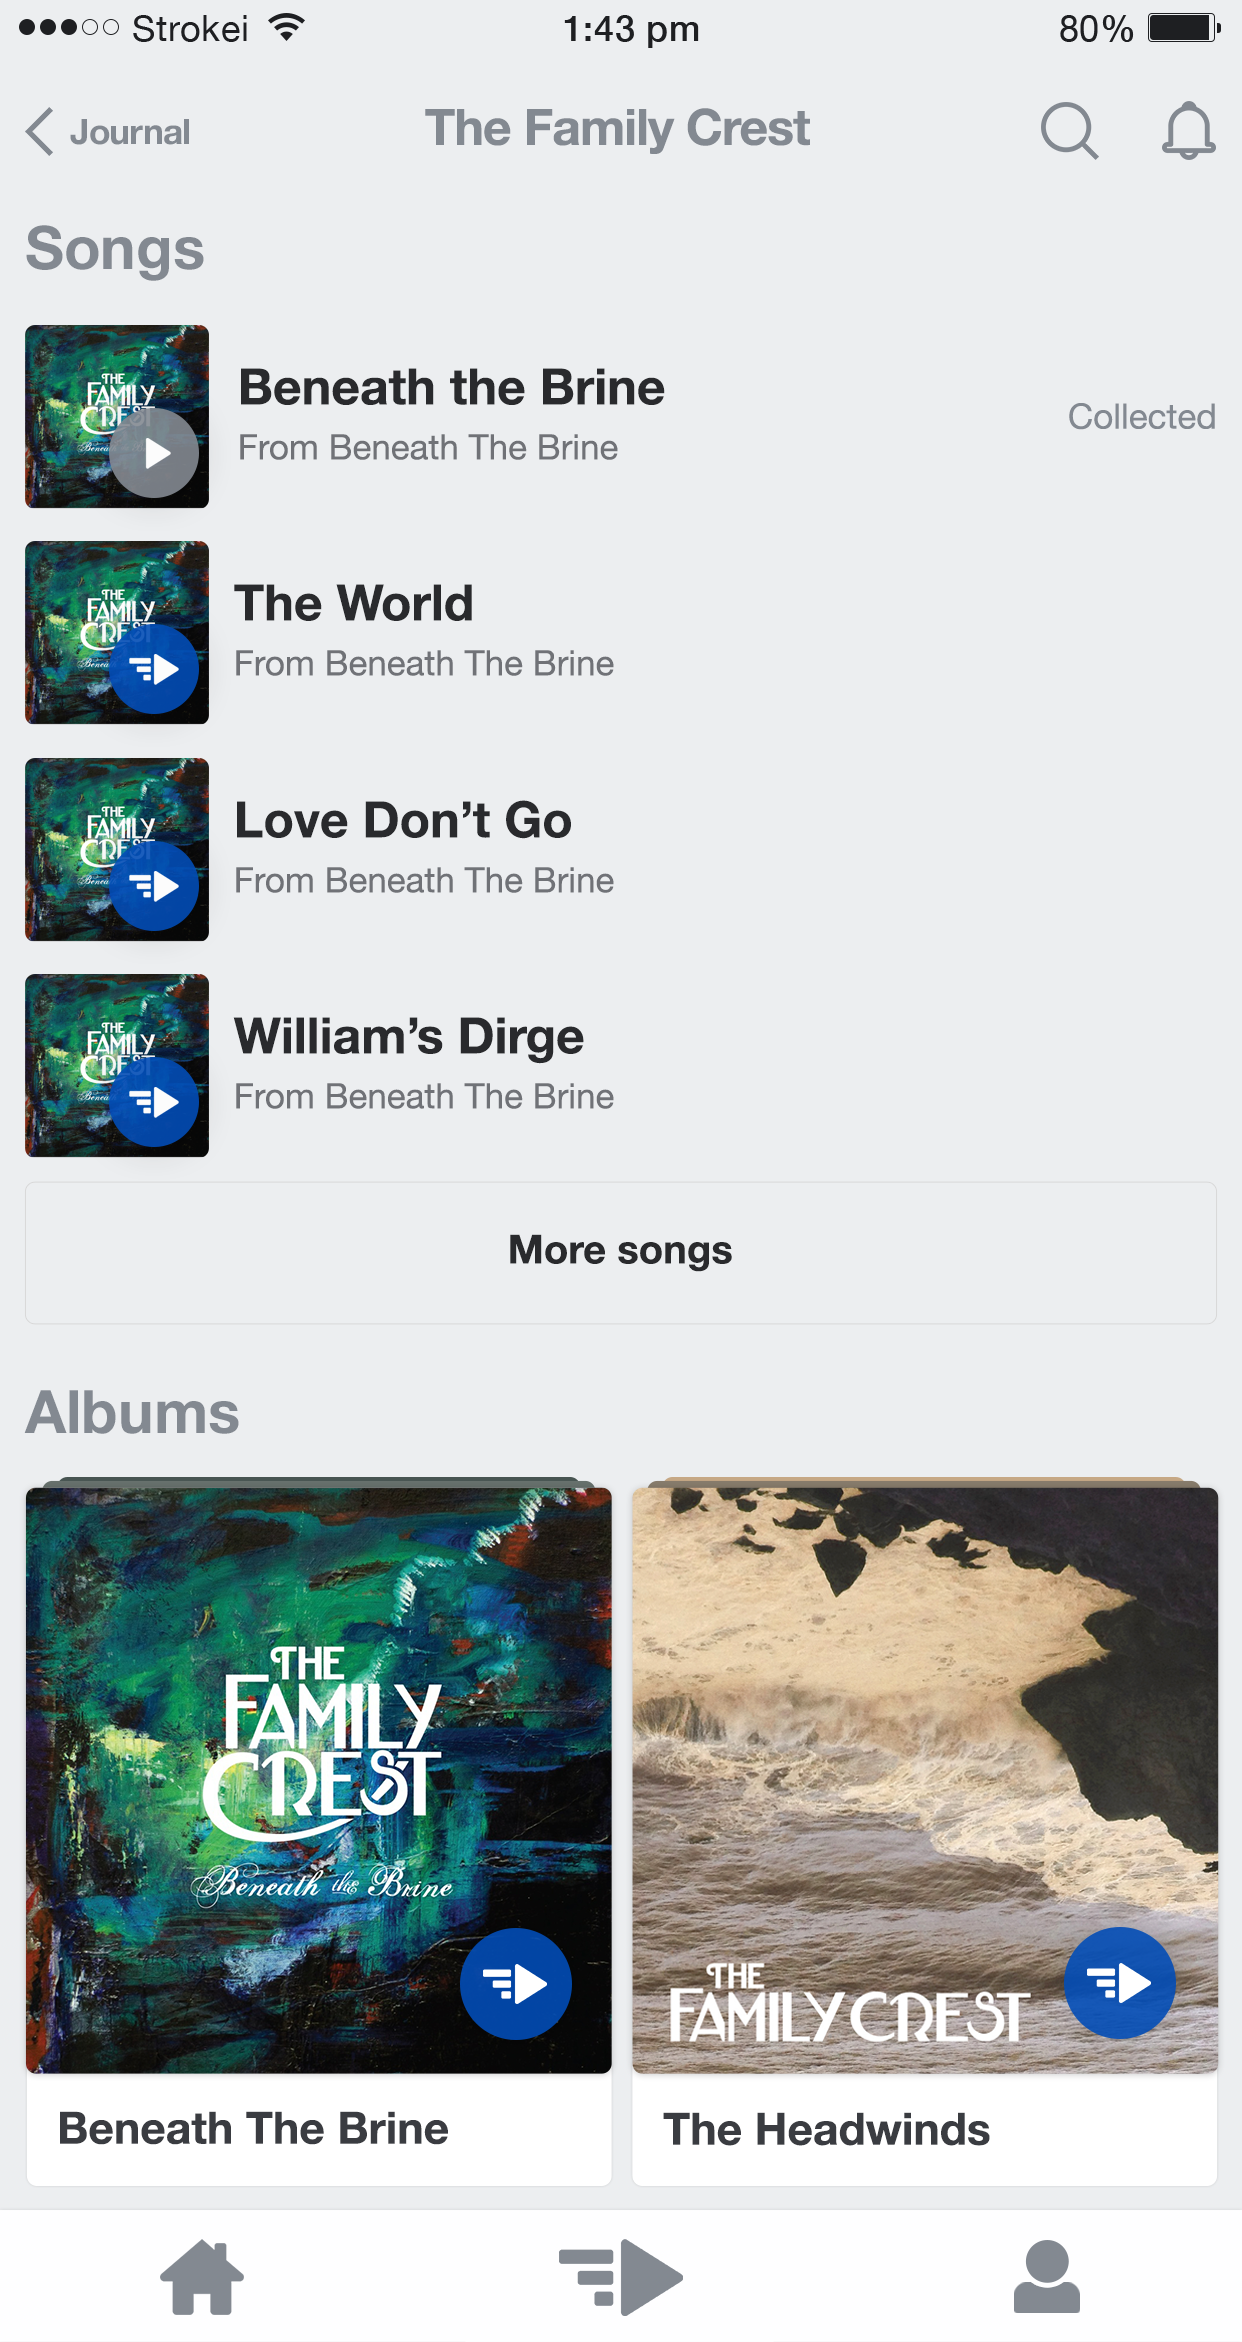 Strokei
1:43 pm
80%
Journal
The Family Crest
Songs
THE
FAMILY
CREST
Beneath the Brine
From Beneath The Brine
Collected
THE
FAMILY
CREST
The World
From Beneath The Brine
THE
FAMILY
CREST
Love Don’t Go
From Beneath The Brine
THE
FAMILY
CREST
William’s Dirge
From Beneath The Brine
More songs
Albums
THE
FAMILY
CREST
Beneath the Brine
THE
FAMILY CREST
Beneath The Brine
The Headwinds